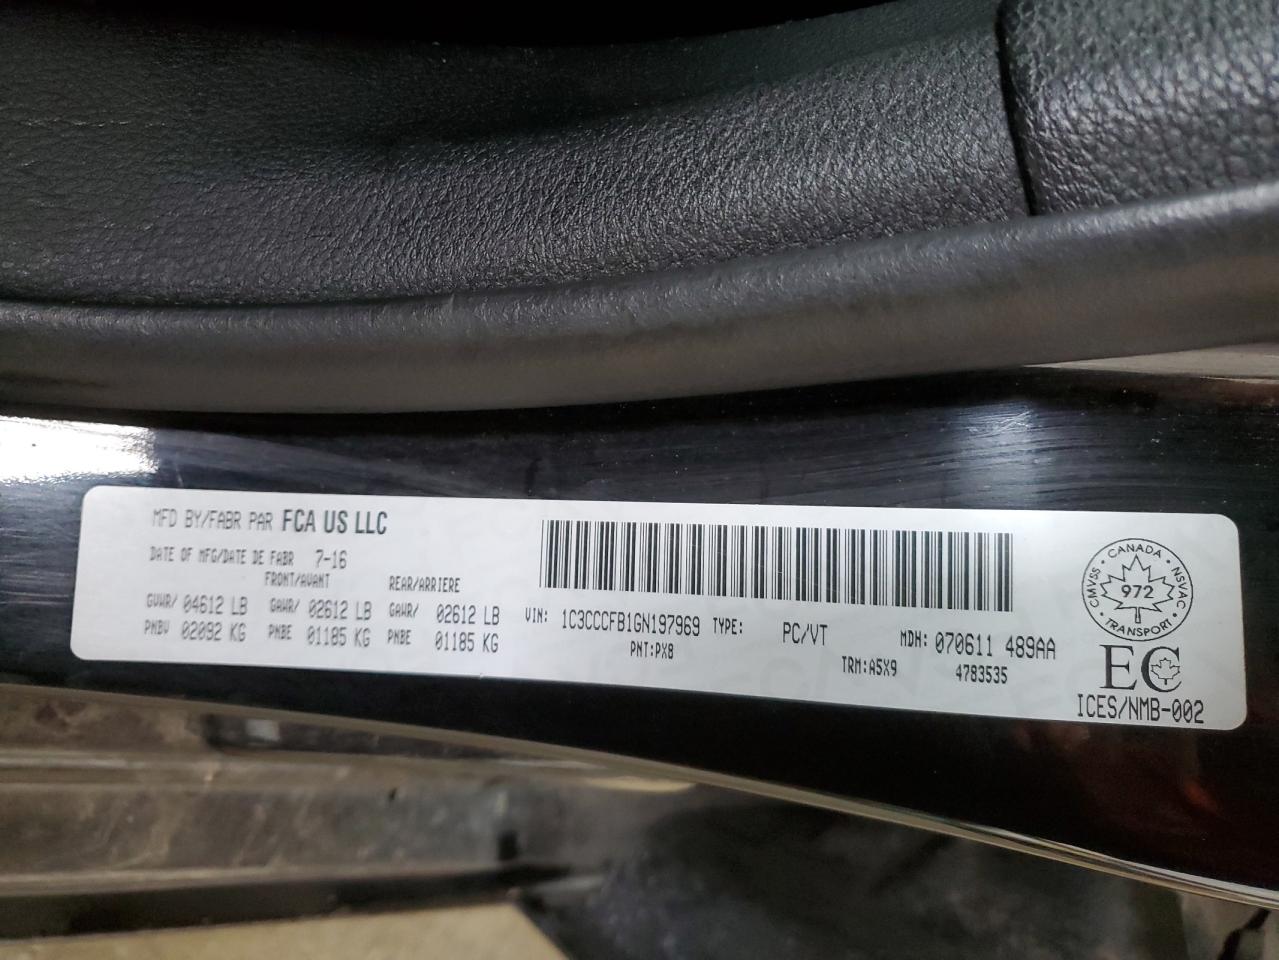 MFD BY/FABR PAR FCA US LLC
DATE OF MFG/DATE DE FABR 7-16
FRONT/AVANT REAR/ARRIERE
GVWR/ 04612 LB GAWR/ 02612 LB GAWR/ 02612 LB
PNBV 02092 KG PNBE 01185 KG PNBE 01185 KG
VIN: 1C3CCCFB1GN197969 TYPE: PC/VT MDH: 070611 489AA
PNT:PX8 TRM:A5X9 4783535
CANADA
CMVSS NSVAC
972
TRANSPORT
EC
ICES/NMB-002